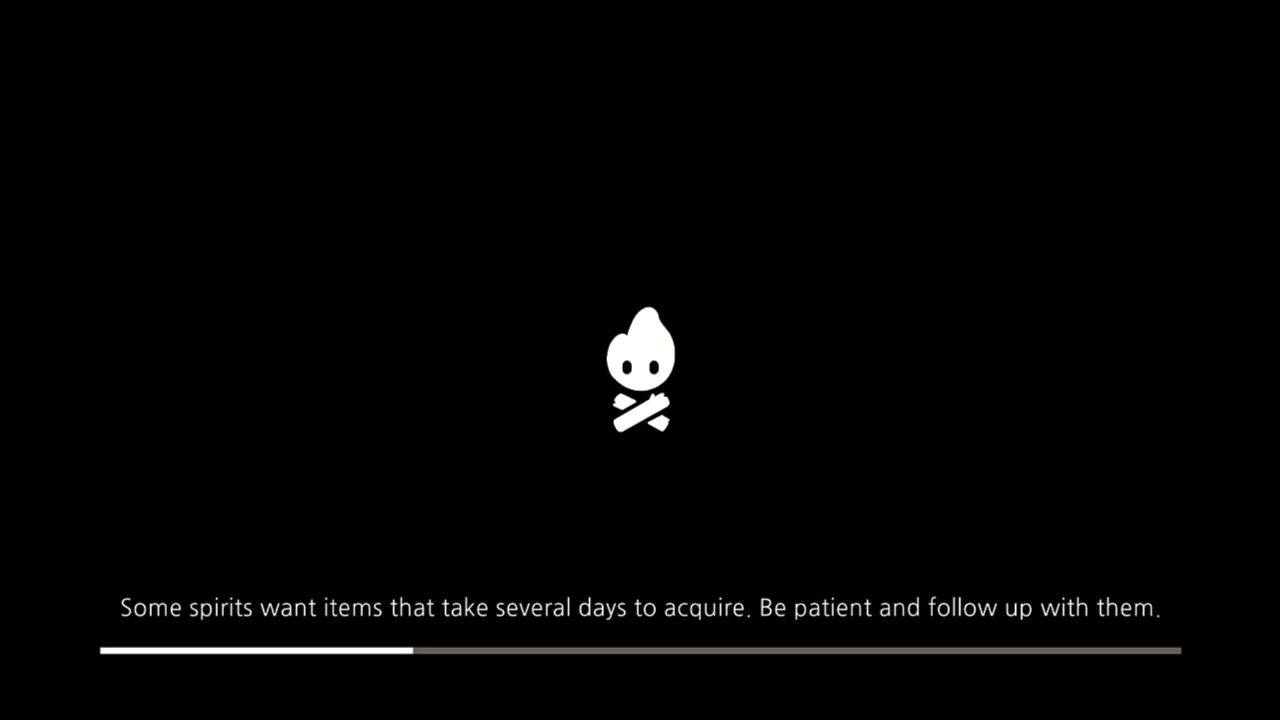 Some spirits want items that take several days to acquire. Be patient and follow up with them.